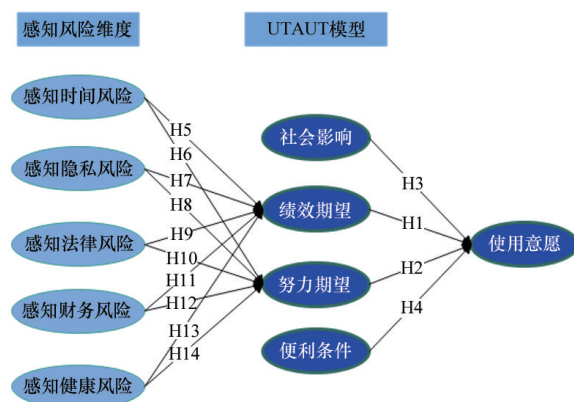 感知风险维度
UTAUT模型
感知时间风险
感知隐私风险
感知法律风险
感知财务风险
感知健康风险
H5
H6
H7
H8
H9
H10
H11
H12
H13
H14
社会影响
绩效期望
努力期望
便利条件
H3
H1
H2
H4
使用意愿